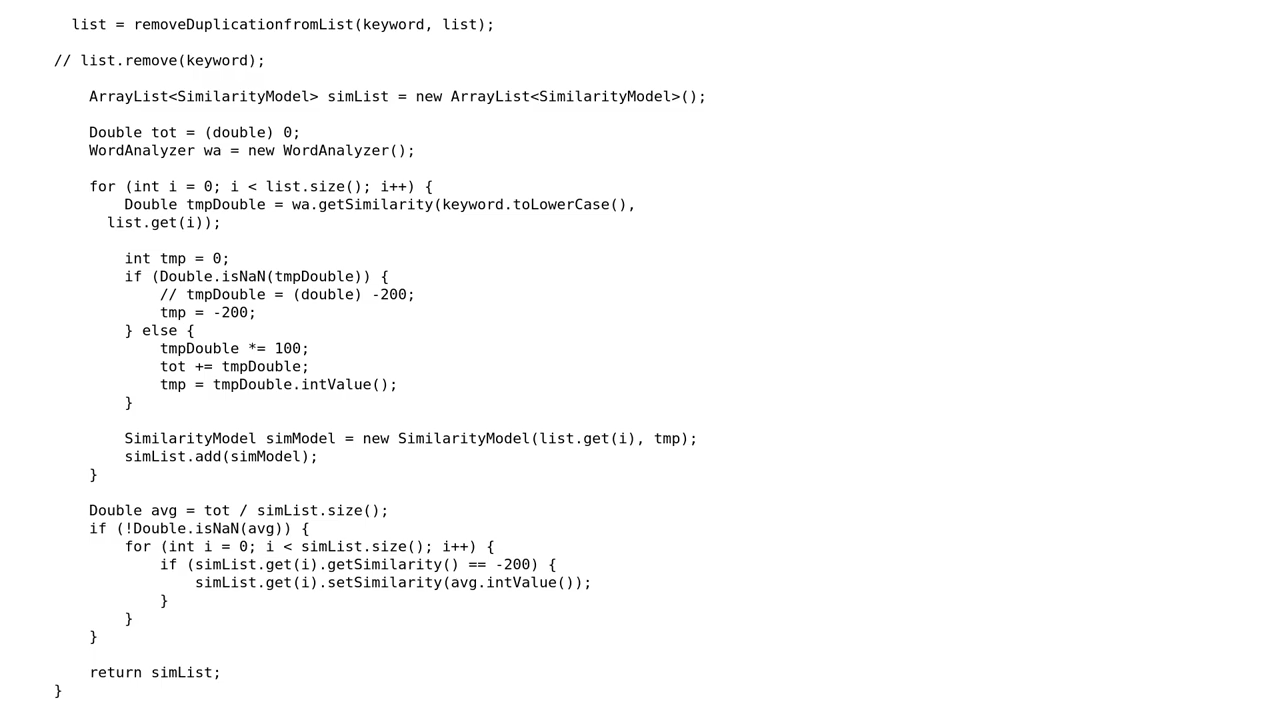 list = removeDuplicationfromList(keyword, list);
// list.remove(keyword);
ArrayList<SimilarityModel> simList = new ArrayList<SimilarityModel>();
Double tot = (double) 0;
WordAnalyzer wa = new WordAnalyzer();
for (int i = 0; i < list.size(); i++) {
Double tmpDouble = wa.getSimilarity(keyword.toLowerCase(),
list.get(i));
int tmp = 0;
if (Double.isNaN(tmpDouble)) {
// tmpDouble = (double) -200;
tmp = -200;
} else {
tmpDouble *= 100;
tot += tmpDouble;
tmp = tmpDouble.intValue();
}
SimilarityModel simModel = new SimilarityModel(list.get(i), tmp);
simList.add(simModel);
}
Double avg = tot / simList.size();
if (!Double.isNaN(avg)) {
for (int i = 0; i < simList.size(); i++) {
if (simList.get(i).getSimilarity() == -200) {
simList.get(i).setSimilarity(avg.intValue());
}
}
}
return simList;
}